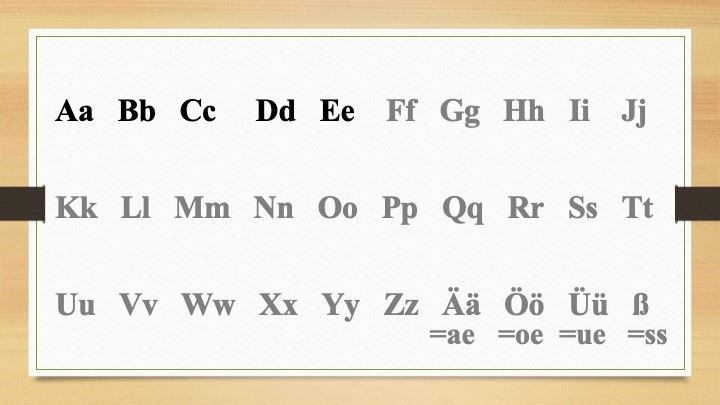 Aa Bb Cc Dd Ee Ff Gg Hh Ii Jj
Kk Ll Mm Nn Oo Pp Qq Rr Ss Tt
Uu Vv Ww Xx Yy Zz Ää Öö Üü ß
=ae =oe =ue =ss